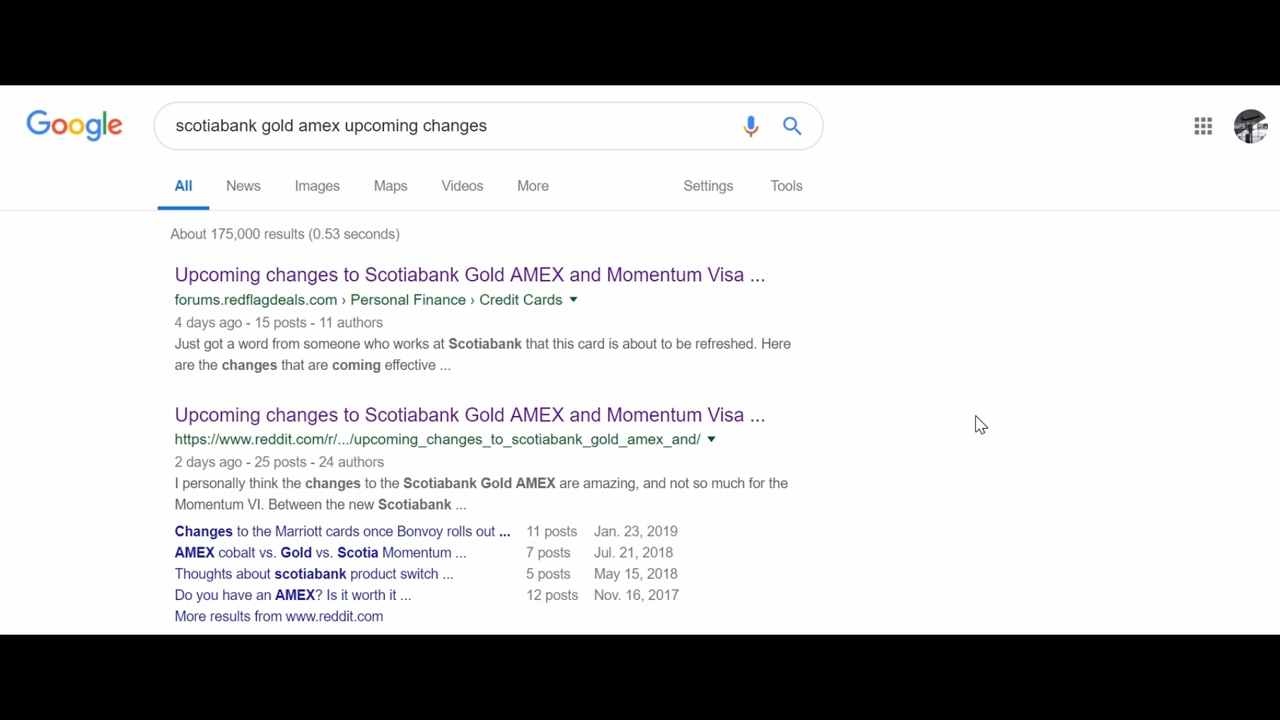 Google
scotiabank gold amex upcoming changes
All News Images Maps Videos More Settings Tools
About 175,000 results (0.53 seconds)
Upcoming changes to Scotiabank Gold AMEX and Momentum Visa ...
forums.redflagdeals.com › Personal Finance › Credit Cards
4 days ago - 15 posts - 11 authors
Just got a word from someone who works at Scotiabank that this card is about to be refreshed. Here
are the changes that are coming effective ...
Upcoming changes to Scotiabank Gold AMEX and Momentum Visa ...
https://www.reddit.com/r/.../upcoming_changes_to_scotiabank_gold_amex_and/
2 days ago - 25 posts - 24 authors
I personally think the changes to the Scotiabank Gold AMEX are amazing, and not so much for the
Momentum VI. Between the new Scotiabank ...
Changes to the Marriott cards once Bonvoy rolls out ... 11 posts Jan. 23, 2019
AMEX cobalt vs. Gold vs. Scotia Momentum ... 7 posts Jul. 21, 2018
Thoughts about scotiabank product switch ... 5 posts May 15, 2018
Do you have an AMEX? Is it worth it ... 12 posts Nov. 16, 2017
More results from www.reddit.com